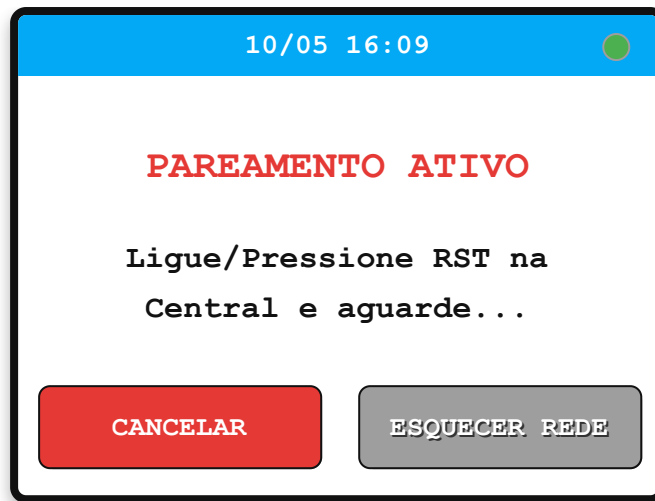 10/05 16:09
PAREAMENTO ATIVO
Ligue/Pressione RST na
Central e aguarde...
CANCELAR
ESQUECER REDE